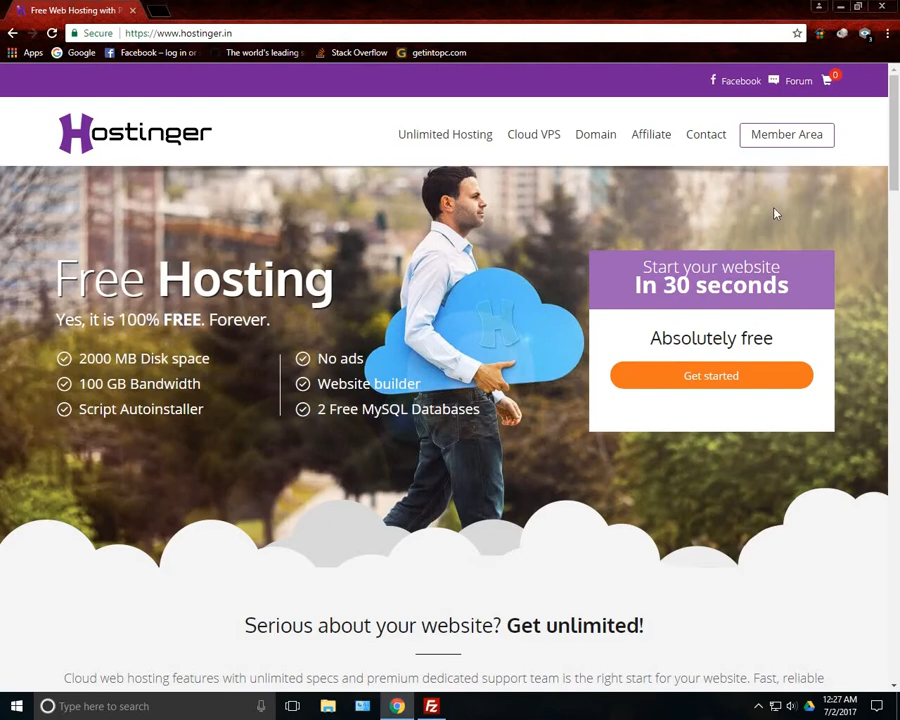 Free Web Hosting with P
Secure
https://www.hostinger.in
Apps
Google
Facebook – log in or
The world's leading s
Stack Overflow
getintopc.com
Facebook
Forum
0
Hostinger
Unlimited Hosting
Cloud VPS
Domain
Affiliate
Contact
Member Area
Free Hosting
Yes, it is 100% FREE. Forever.
2000 MB Disk space
No ads
100 GB Bandwidth
Website builder
Script Autoinstaller
2 Free MySQL Databases
Start your website
In 30 seconds
Absolutely free
Get started
Serious about your website? Get unlimited!
Cloud web hosting features with unlimited specs and premium dedicated support team is the right start for your website. Fast, reliable
Type here to search
12:27 AM
7/2/2017